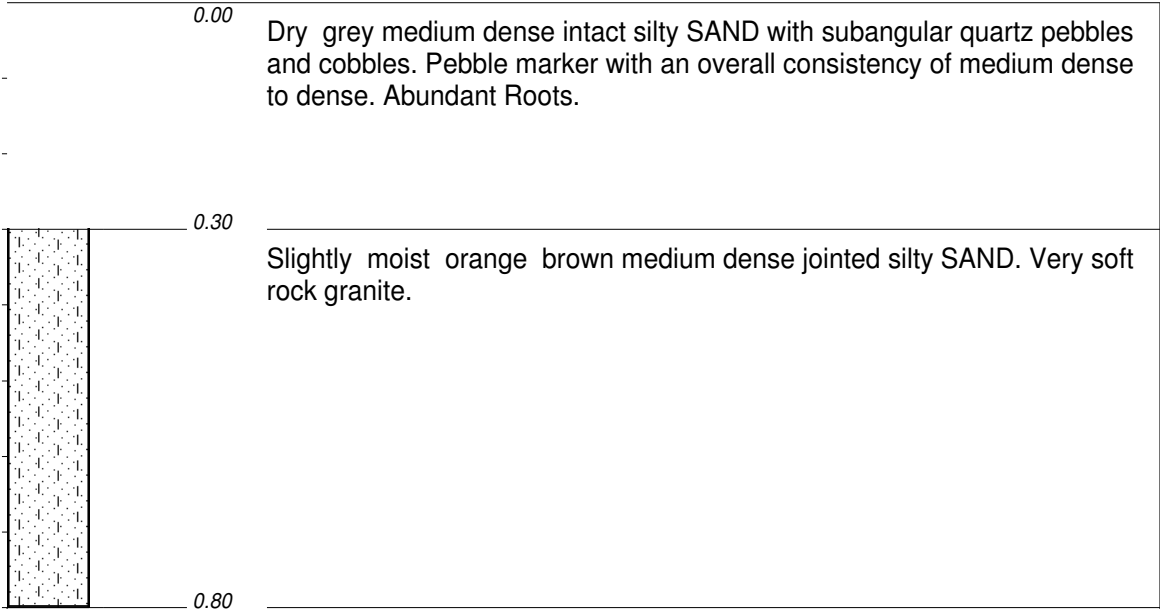 0.00
Dry grey medium dense intact silty SAND with subangular quartz pebbles
and cobbles. Pebble marker with an overall consistency of medium dense
to dense. Abundant Roots.
0.30
Slightly moist orange brown medium dense jointed silty SAND. Very soft
rock granite.
0.80